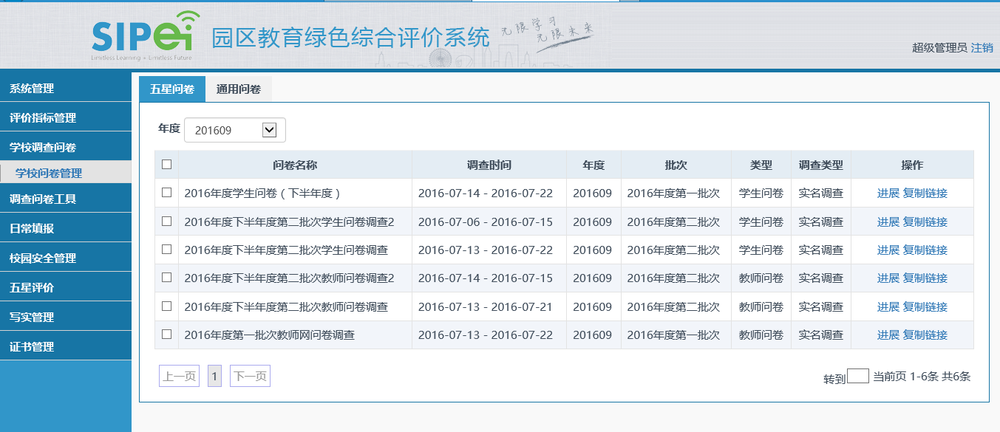 SIPei
Limitless Learning + Limitless Future
园区教育绿色综合评价系统
无限学习
无限未来
超级管理员 注销
系统管理
评价指标管理
学校调查问卷
学校问卷管理
调查问卷工具
日常填报
校园安全管理
五星评价
写实管理
证书管理
五星问卷 通用问卷
年度 201609
问卷名称 调查时间 年度 批次 类型 调查类型 操作
2016年度学生问卷（下半年度） 2016-07-14 - 2016-07-22 201609 2016年度第一批次 学生问卷 实名调查 进展 复制链接
2016年度下半年度第二批次学生问卷调查2 2016-07-06 - 2016-07-15 201609 2016年度第二批次 学生问卷 实名调查 进展 复制链接
2016年度下半年度第二批次学生问卷调查 2016-07-13 - 2016-07-22 201609 2016年度第二批次 学生问卷 实名调查 进展 复制链接
2016年度下半年度第二批次教师问卷调查2 2016-07-14 - 2016-07-15 201609 2016年度第二批次 教师问卷 实名调查 进展 复制链接
2016年度下半年度第二批次教师问卷调查 2016-07-13 - 2016-07-21 201609 2016年度第二批次 教师问卷 实名调查 进展 复制链接
2016年度第一批次教师网问卷调查 2016-07-13 - 2016-07-22 201609 2016年度第一批次 教师问卷 实名调查 进展 复制链接
上一页 1 下一页 转到 当前页 1-6条 共6条